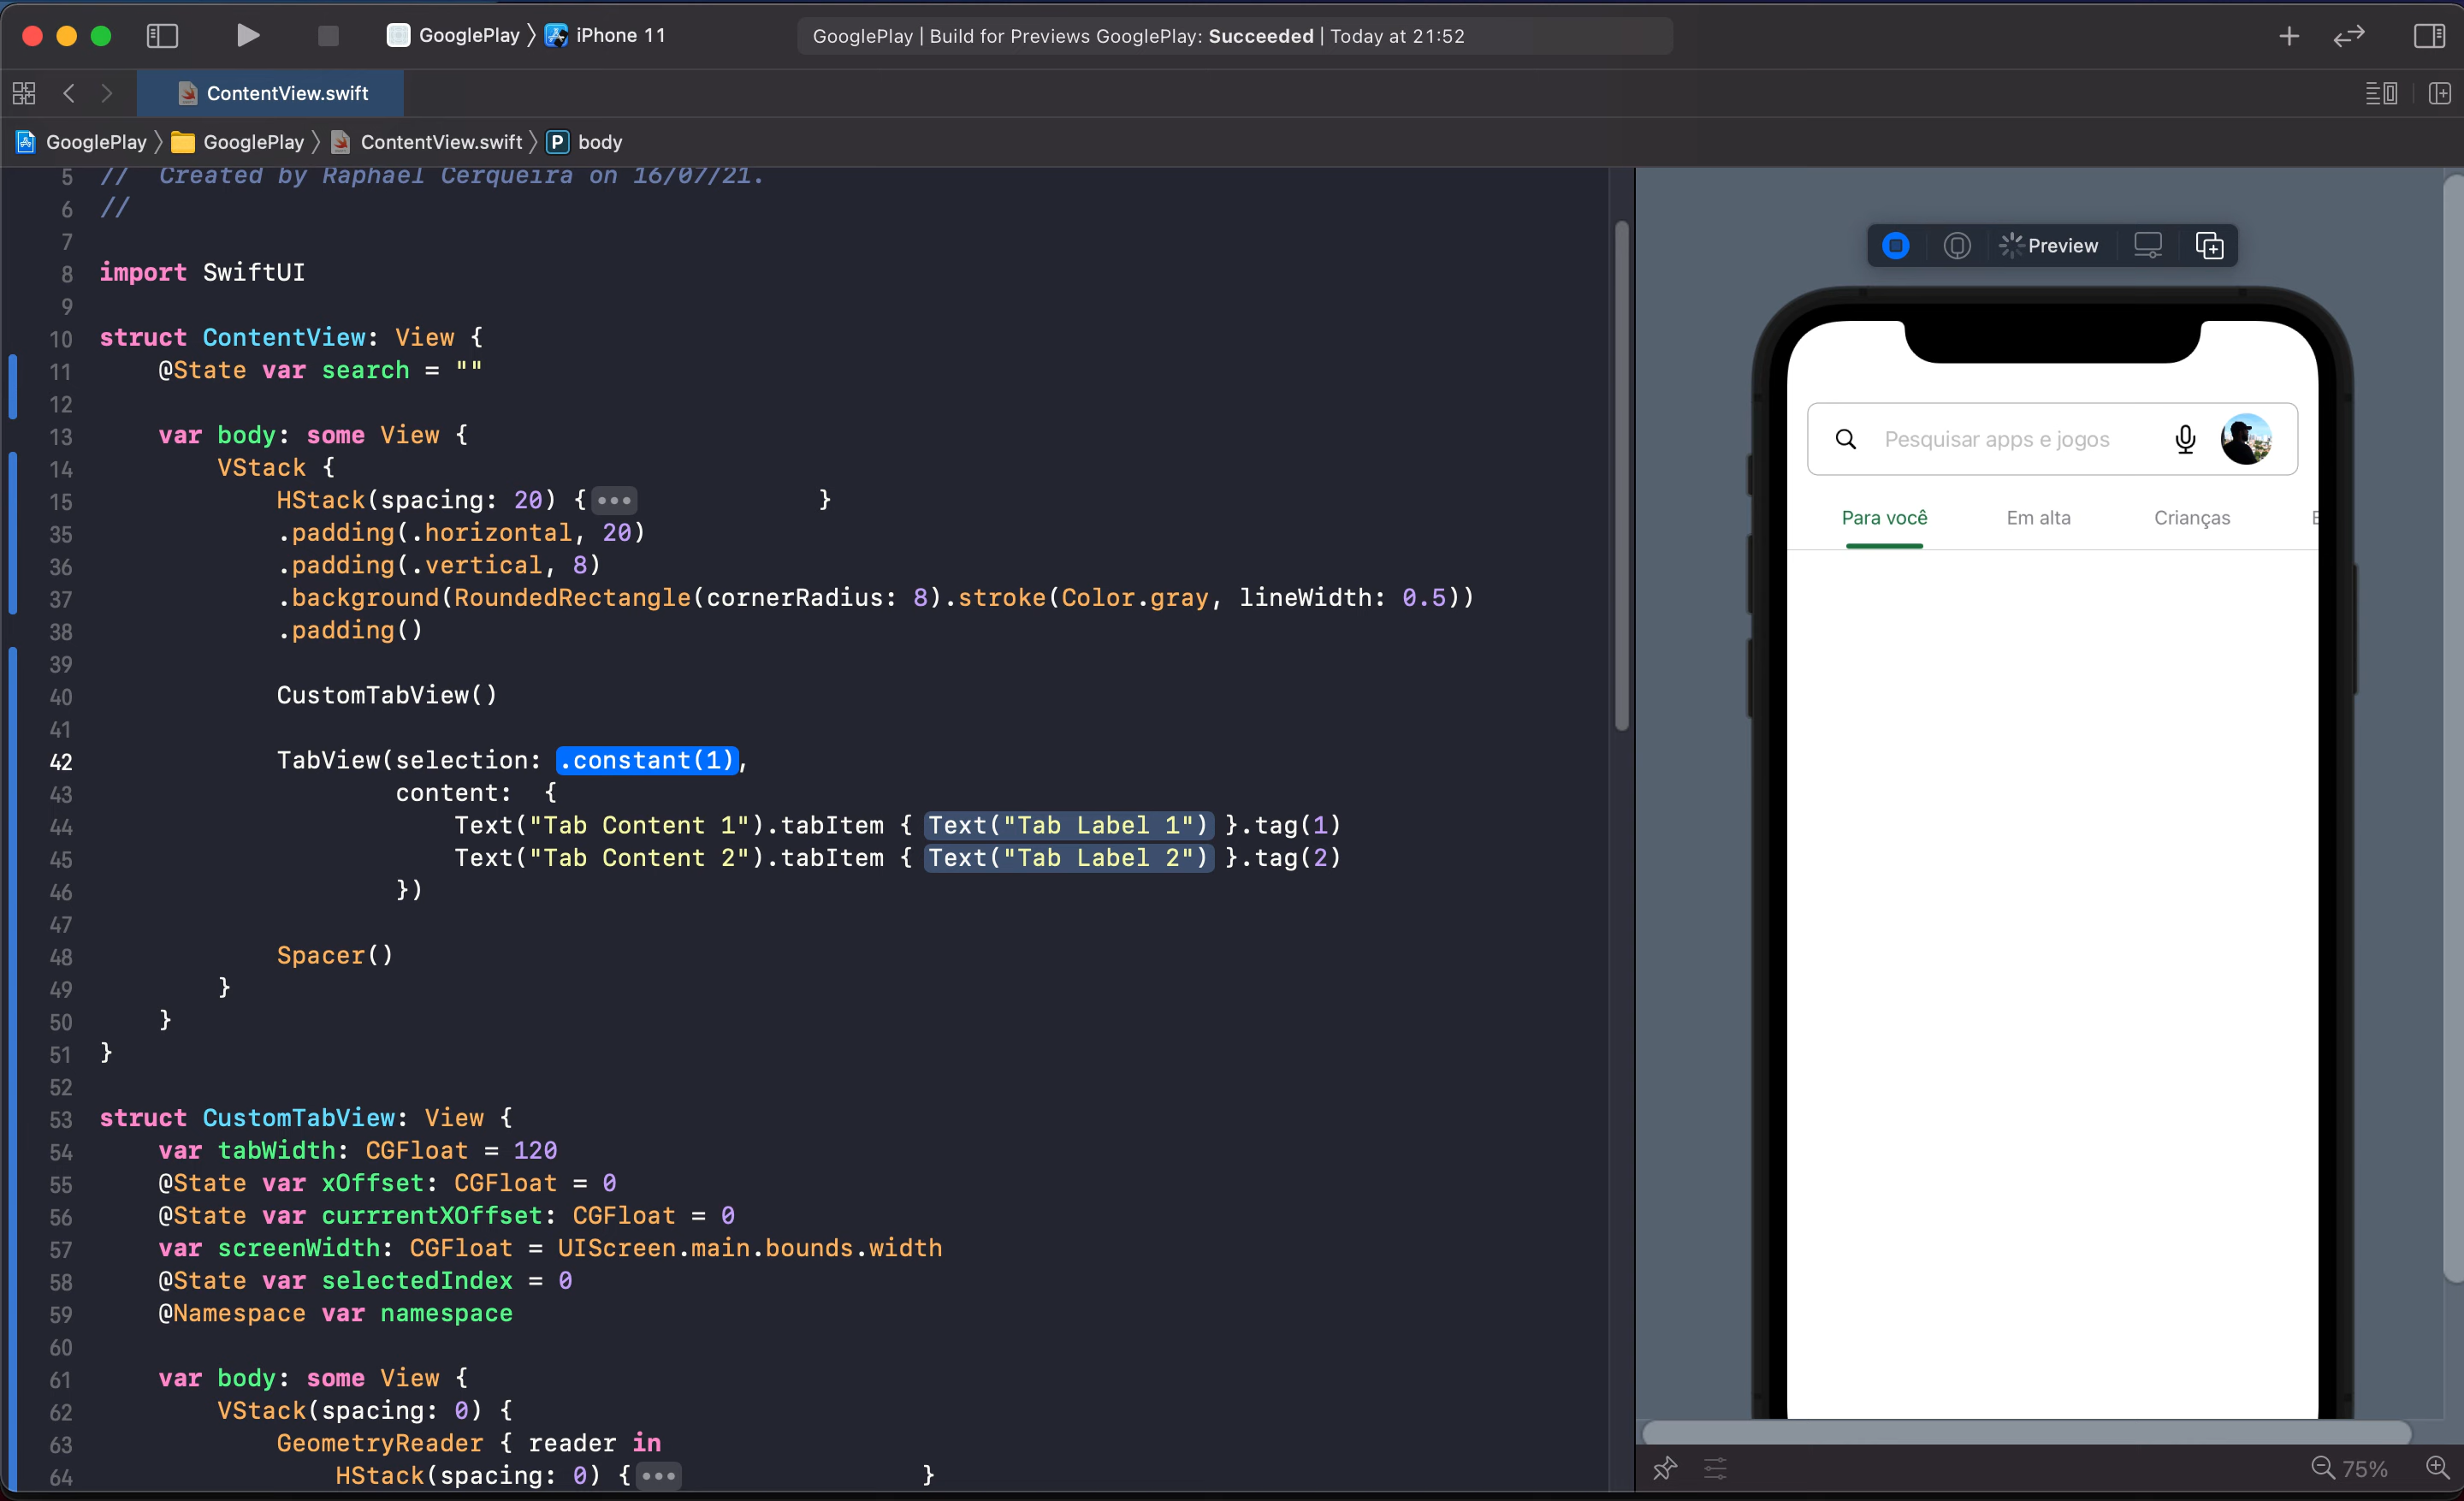 GooglePlay 〉 iPhone 11
GooglePlay | Build for Previews GooglePlay: Succeeded | Today at 21:52
ContentView.swift
GooglePlay 〉 GooglePlay 〉 ContentView.swift 〉 P body
5 //  Created by Raphael Cerqueira on 16/07/21.
6 //
7
8 import SwiftUI
9
10 struct ContentView: View {
11     @State var search = ""
12
13     var body: some View {
14         VStack {
15             HStack(spacing: 20) {•••            }
35             .padding(.horizontal, 20)
36             .padding(.vertical, 8)
37             .background(RoundedRectangle(cornerRadius: 8).stroke(Color.gray, lineWidth: 0.5))
38             .padding()
39
40             CustomTabView()
41
42             TabView(selection: .constant(1),
43                     content:  {
44                         Text("Tab Content 1").tabItem { Text("Tab Label 1") }.tag(1)
45                         Text("Tab Content 2").tabItem { Text("Tab Label 2") }.tag(2)
46                     })
47
48             Spacer()
49         }
50     }
51 }
52
53 struct CustomTabView: View {
54     var tabWidth: CGFloat = 120
55     @State var xOffset: CGFloat = 0
56     @State var currrentXOffset: CGFloat = 0
57     var screenWidth: CGFloat = UIScreen.main.bounds.width
58     @State var selectedIndex = 0
59     @Namespace var namespace
60
61     var body: some View {
62         VStack(spacing: 0) {
63             GeometryReader { reader in
64                 HStack(spacing: 0) {•••                }
Preview
Pesquisar apps e jogos
Para você Em alta Crianças
75%